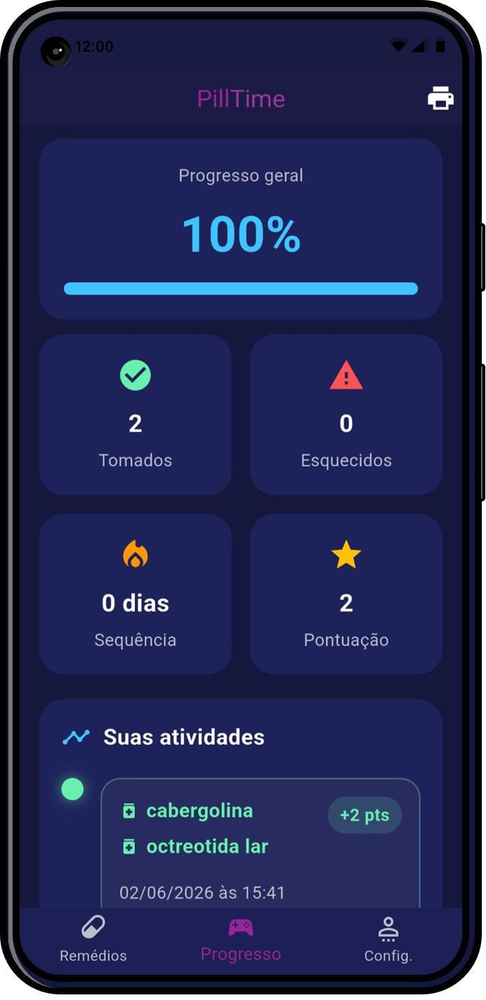 12:00
PillTime
Progresso geral
100%
2
Tomados
0
Esquecidos
0 dias
Sequência
2
Pontuação
Suas atividades
cabergolina
+2 pts
octreotida lar
02/06/2026 às 15:41
Remédios
Progresso
Config.